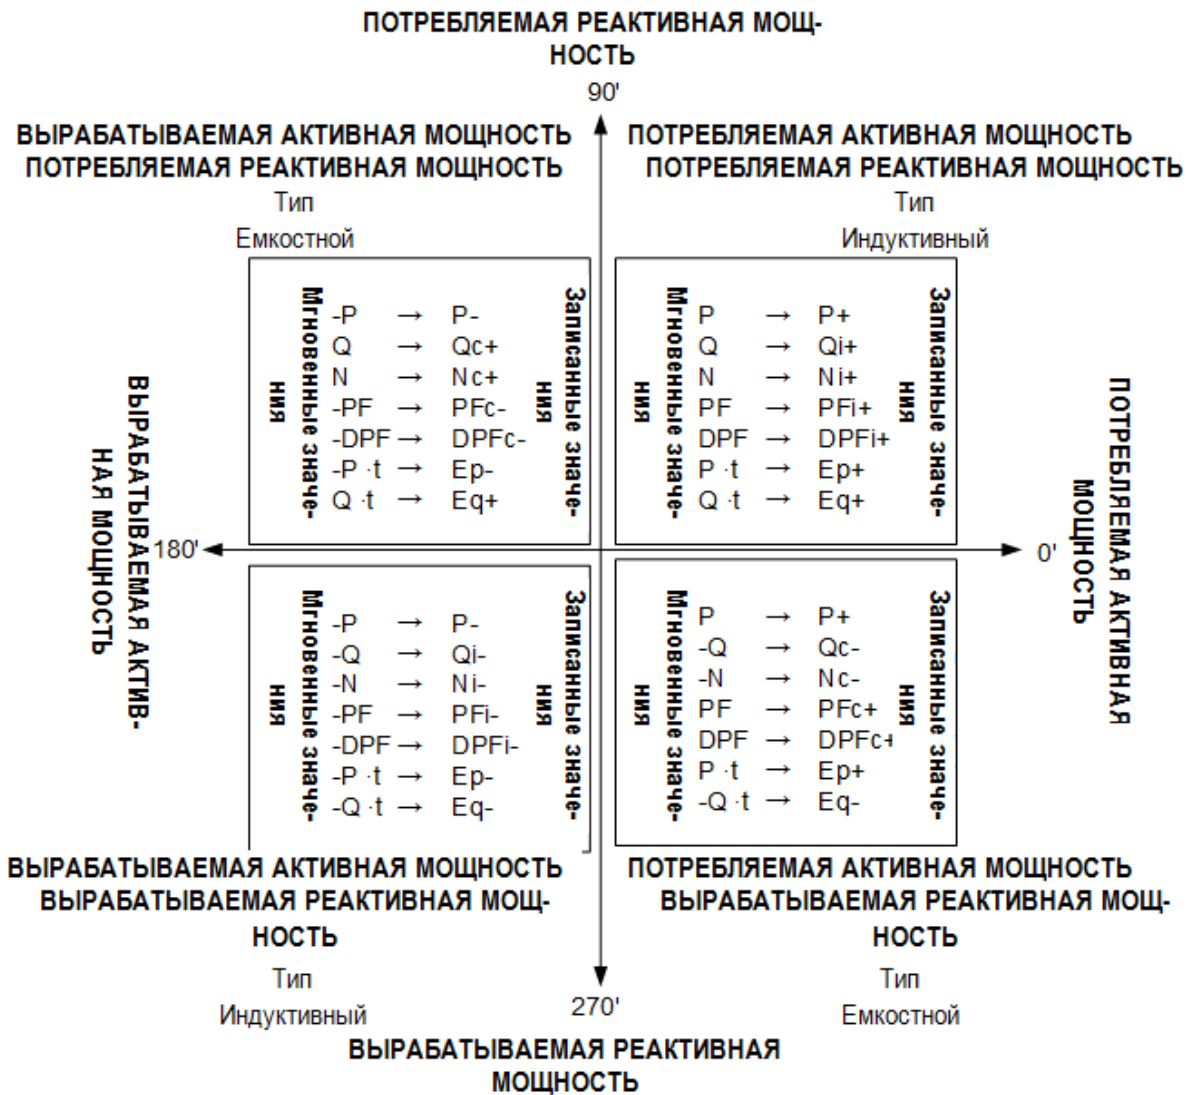 ПОТРЕБЛЯЕМАЯ РЕАКТИВНАЯ МОЩ-
НОСТЬ
90'
ВЫРАБАТЫВАЕМАЯ АКТИВНАЯ МОЩНОСТЬ
ПОТРЕБЛЯЕМАЯ РЕАКТИВНАЯ МОЩНОСТЬ
Тип
Емкостной
ПОТРЕБЛЯЕМАЯ АКТИВНАЯ МОЩНОСТЬ
ПОТРЕБЛЯЕМАЯ РЕАКТИВНАЯ МОЩНОСТЬ
Тип
Индуктивный
Мгновенные значе-
ния
-P → P-
Q → Qc+
N → Nc+
-PF → PFc-
-DPF → DPFc-
-P ·t → Ep-
Q ·t → Eq+
Записанные значе-
ния
Мгновенные значе-
ния
P → P+
Q → Qi+
N → Ni+
PF → PFi+
DPF → DPFi+
P ·t → Ep+
Q ·t → Eq+
Записанные значе-
ния
ВЫРАБАТЫВАЕМАЯ АКТИВ-
НАЯ МОЩНОСТЬ
180'
0'
ПОТРЕБЛЯЕМАЯ АКТИВНАЯ
МОЩНОСТЬ
Мгновенные значе-
ния
-P → P-
-Q → Qi-
-N → Ni-
-PF → PFi-
-DPF → DPFi-
-P ·t → Ep-
-Q ·t → Eq-
Записанные значе-
ния
Мгновенные значе-
ния
P → P+
-Q → Qc-
-N → Nc-
PF → PFc+
DPF → DPFc+
P ·t → Ep+
-Q ·t → Eq-
Записанные значе-
ния
ВЫРАБАТЫВАЕМАЯ АКТИВНАЯ МОЩНОСТЬ
ВЫРАБАТЫВАЕМАЯ РЕАКТИВНАЯ МОЩ-
НОСТЬ
Тип
Индуктивный
ПОТРЕБЛЯЕМАЯ АКТИВНАЯ МОЩНОСТЬ
ВЫРАБАТЫВАЕМАЯ РЕАКТИВНАЯ МОЩ-
НОСТЬ
Тип
Емкостной
270'
ВЫРАБАТЫВАЕМАЯ РЕАКТИВНАЯ
МОЩНОСТЬ